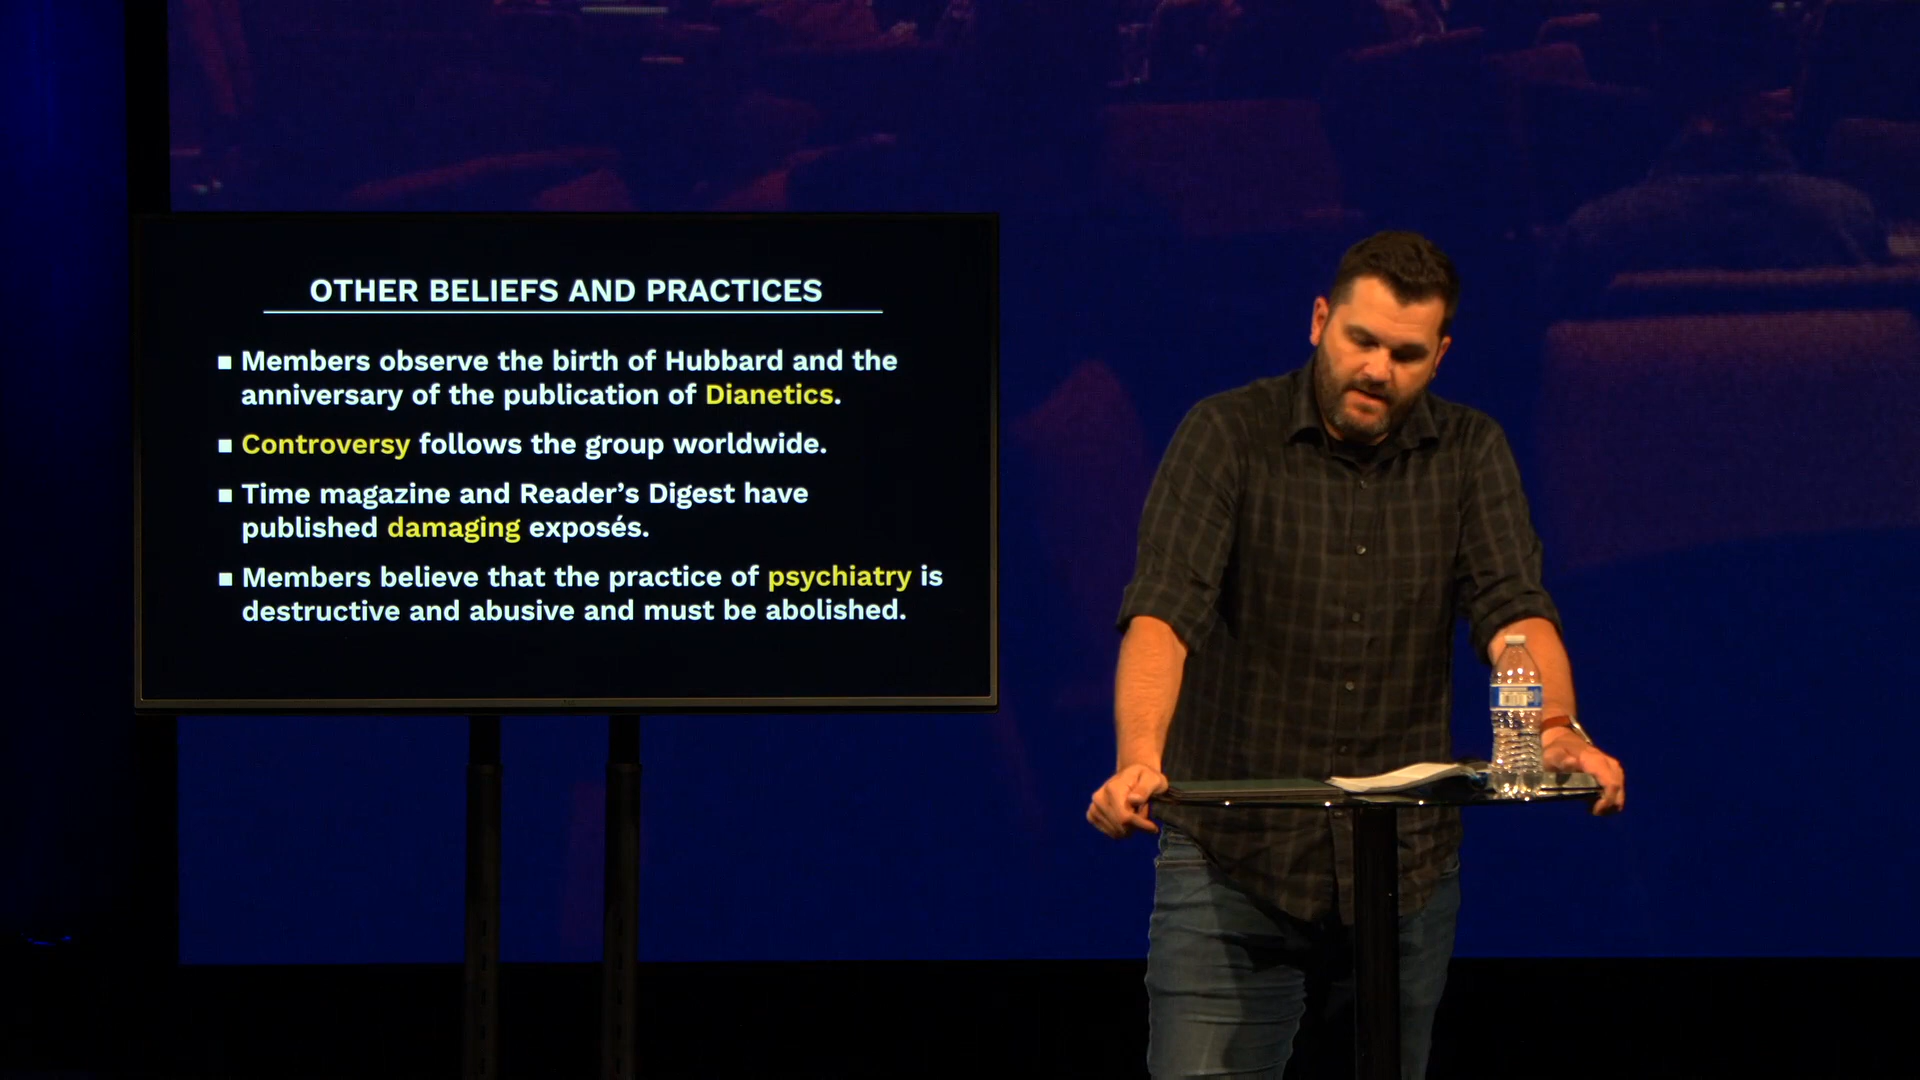 OTHER BELIEFS AND PRACTICES
▪ Members observe the birth of Hubbard and the
anniversary of the publication of Dianetics.
▪ Controversy follows the group worldwide.
▪ Time magazine and Reader’s Digest have
published damaging exposés.
▪ Members believe that the practice of psychiatry is
destructive and abusive and must be abolished.